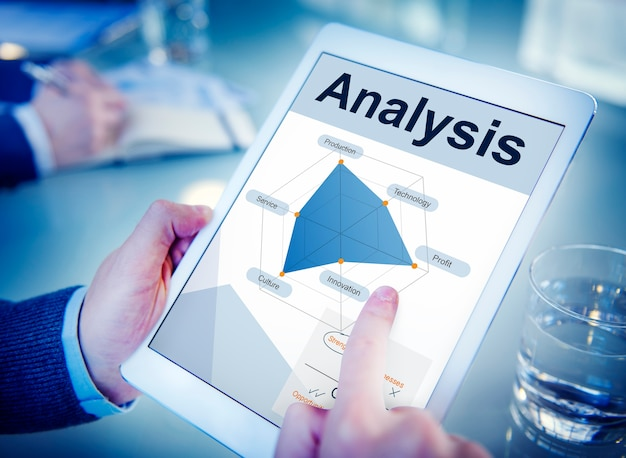 Analysis
Production
Technology
Service
Profit
Culture
Innovation